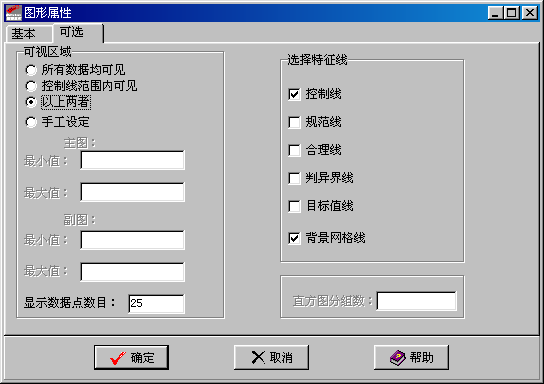 图形属性
基本
可选
可视区域
所有数据均可见
控制线范围内可见
以上两者
手工设定
主图：
最小值：
最大值：
副图：
最小值：
最大值：
显示数据点数目：
25
选择特征线
控制线
规范线
合理线
判异界线
目标值线
背景网格线
直方图分组数：
确定
取消
帮助